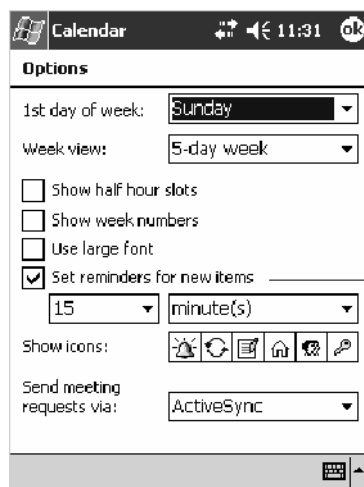 Calendar 11:31 ok
Options
1st day of week: Sunday
Week view: 5-day week
Show half hour slots
Show week numbers
Use large font
Set reminders for new items
15 minute(s)
Show icons:
Send meeting
requests via: ActiveSync